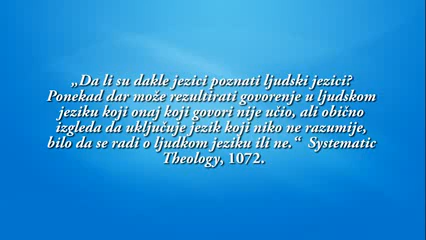 „Da li su dakle jezici poznati ljudski jezici?
Ponekad dar može rezultirati govorenje u ljudskom
jeziku koji onaj koji govori nije učio, ali obično
izgleda da uključuje jezik koji niko ne razumije,
bilo da se radi o ljudkom jeziku ili ne.“ Systematic
Theology, 1072.